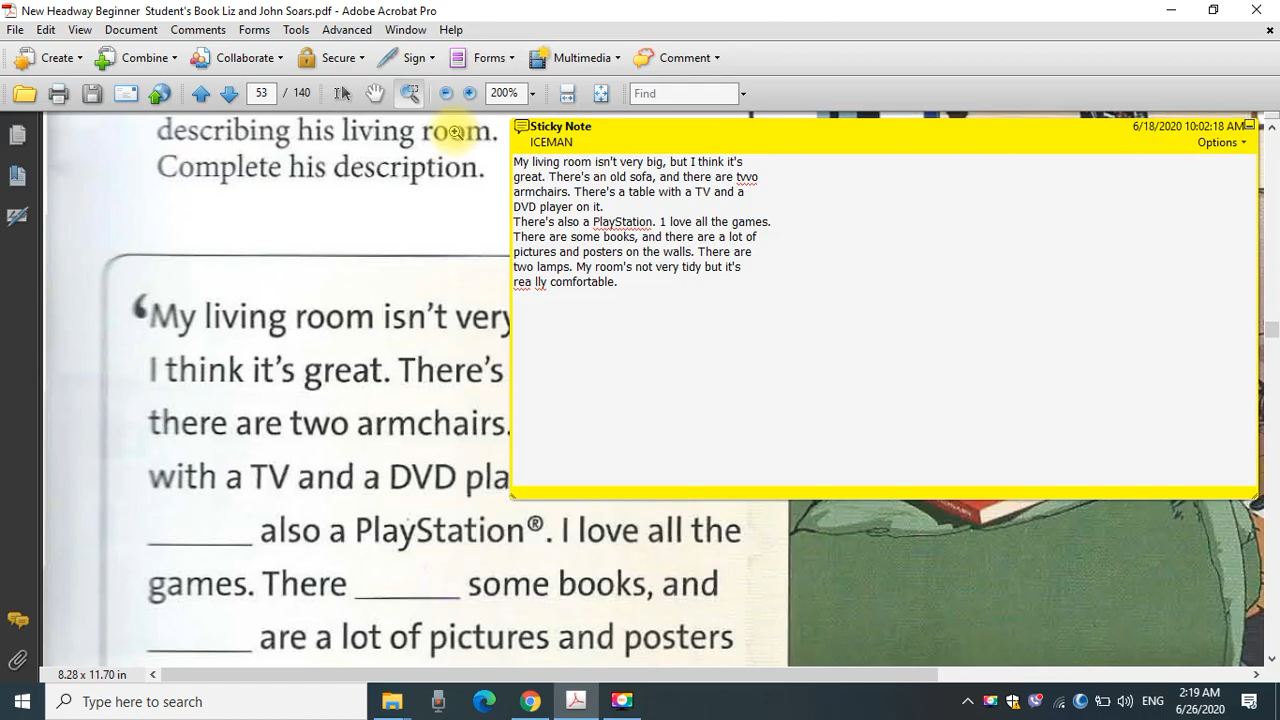 New Headway Beginner  Student's Book Liz and John Soars.pdf - Adobe Acrobat Pro
File Edit View Document Comments Forms Tools Advanced Window Help
Create Combine Collaborate Secure Sign Forms Multimedia Comment
53 / 140 200% Find
describing his living room.
Complete his description.
Sticky Note 6/18/2020 10:02:18 AM
ICEMAN Options
My living room isn't very big, but I think it's
great. There's an old sofa, and there are tvvo
armchairs. There's a table with a TV and a
DVD player on it.
There's also a PlayStation. 1 love all the games.
There are some books, and there are a lot of
pictures and posters on the walls. There are
two lamps. My room's not very tidy but it's
rea lly comfortable.
‘My living room isn't very
I think it's great. There's
there are two armchairs.
with a TV and a DVD pla
______ also a PlayStation®. I love all the
games. There ______ some books, and
______ are a lot of pictures and posters
8.28 x 11.70 in
Type here to search
ENG
2:19 AM
6/26/2020